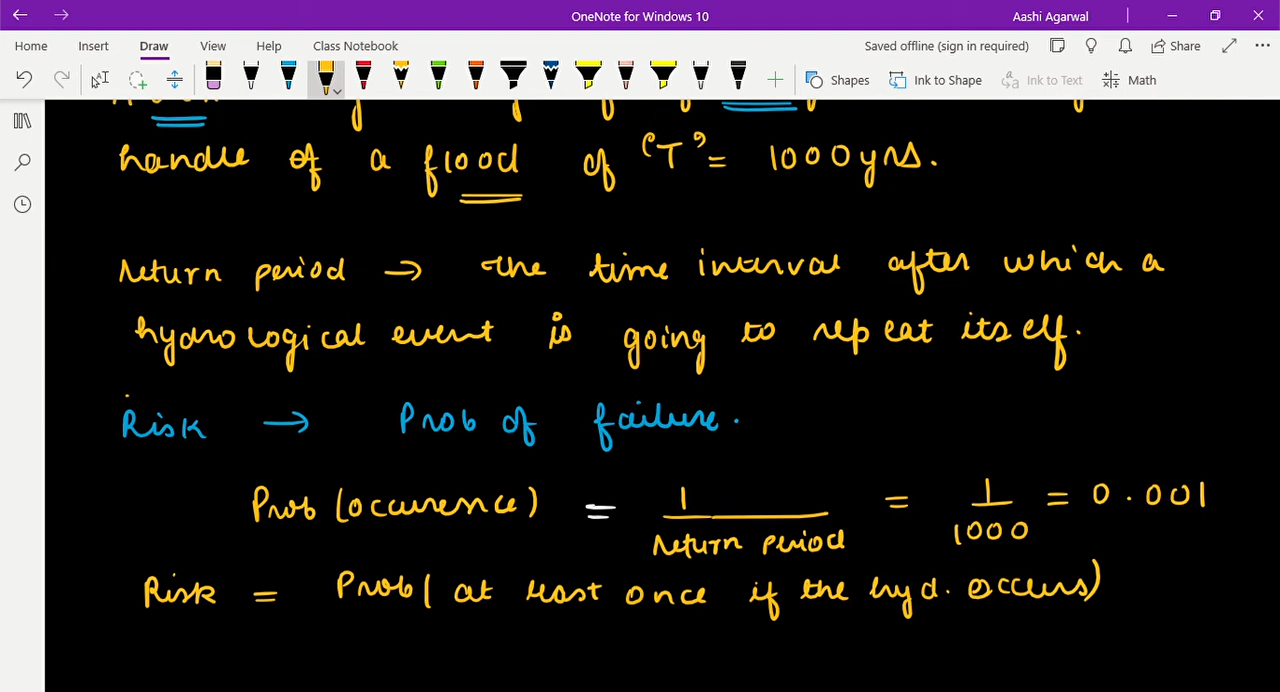 OneNote for Windows 10
Aashi Agarwal
Home Insert Draw View Help Class Notebook
Saved offline (sign in required) Share
Shapes Ink to Shape Ink to Text Math
handle of a flood of "T" = 1000 yrs.
Return period → the time interval after which a
hydrological event is going to repeat itself.
Risk → Prob of failure.
Prob (occurence) = 1 / Return period = 1 / 1000 = 0.001
Risk = Prob ( at least once if the hyd. occurs)